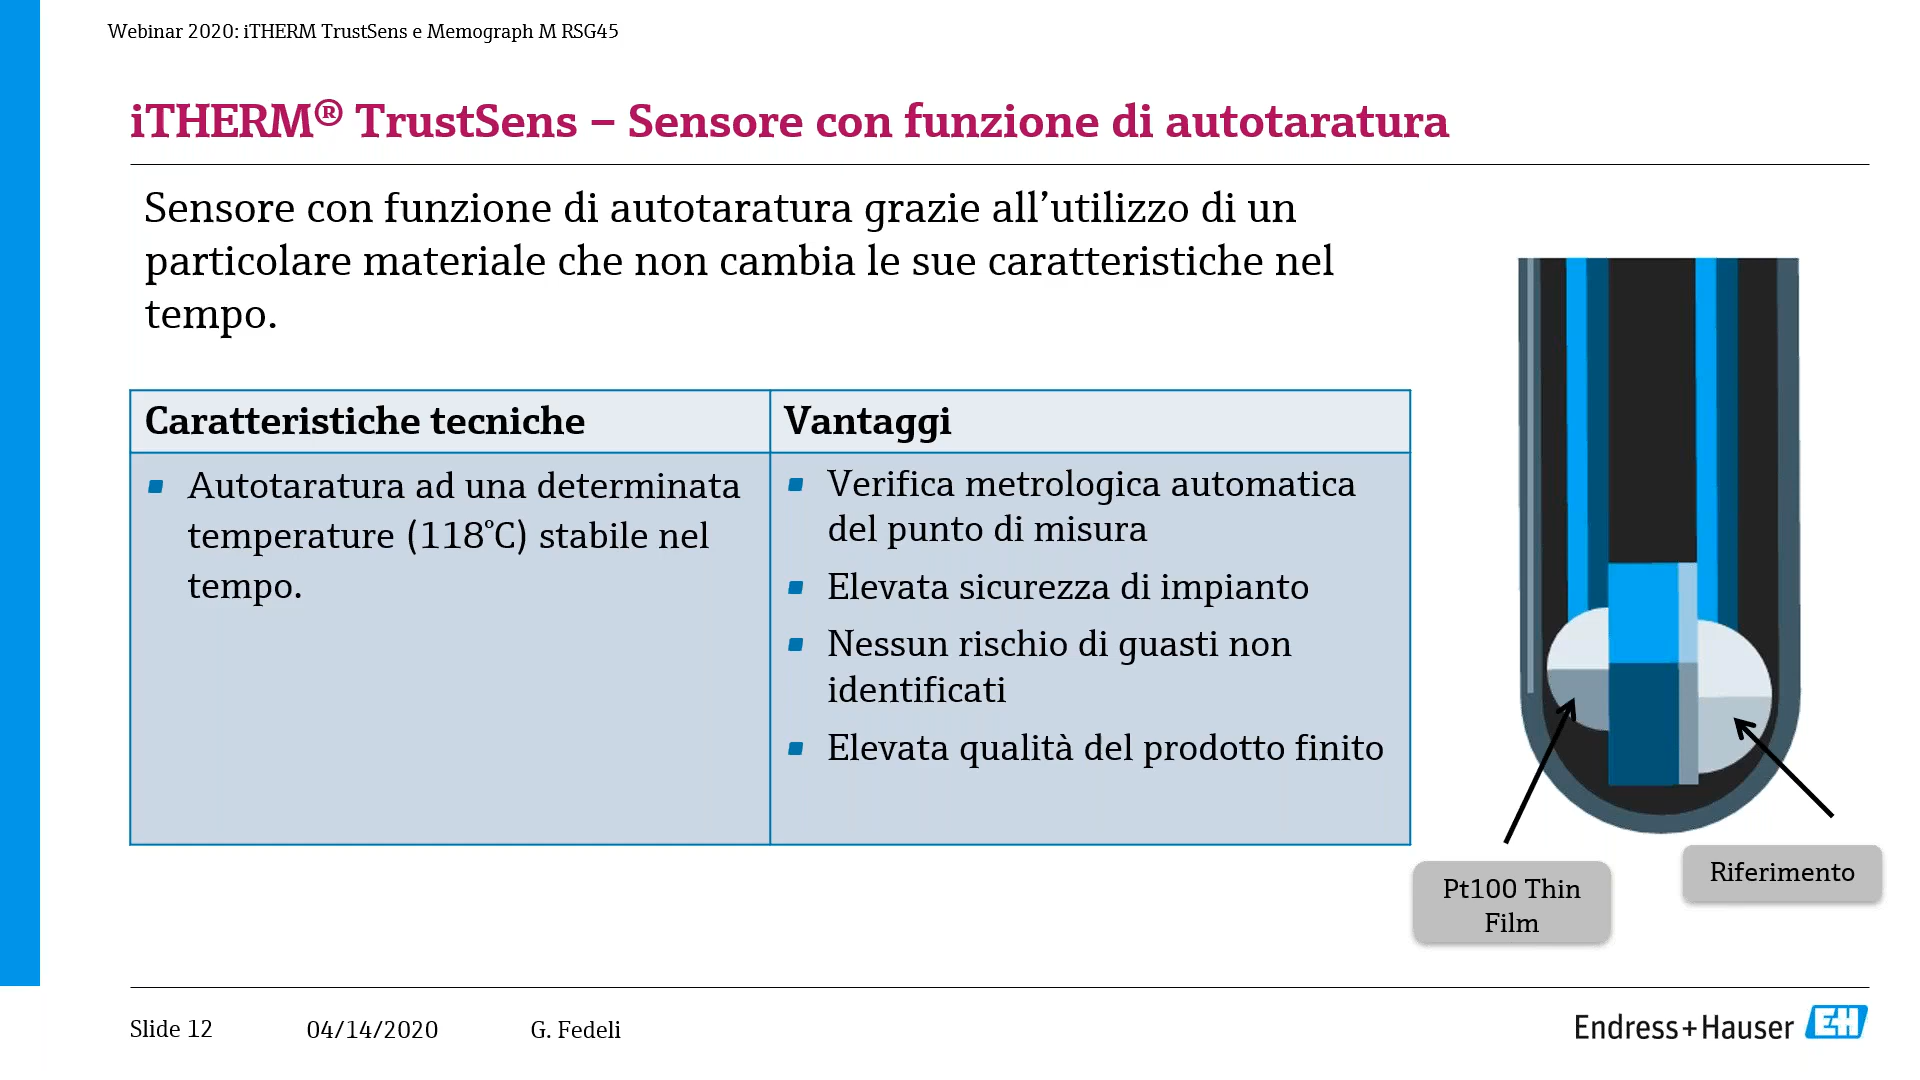 Webinar 2020: iTHERM TrustSens e Memograph M RSG45
iTHERM® TrustSens – Sensore con funzione di autotaratura
Sensore con funzione di autotaratura grazie all’utilizzo di un
particolare materiale che non cambia le sue caratteristiche nel
tempo.
Caratteristiche tecniche
Autotaratura ad una determinata
temperature (118°C) stabile nel
tempo.
Vantaggi
Verifica metrologica automatica
del punto di misura
Elevata sicurezza di impianto
Nessun rischio di guasti non
identificati
Elevata qualità del prodotto finito
Pt100 Thin
Film
Riferimento
Slide 12
04/14/2020
G. Fedeli
Endress+Hauser EH